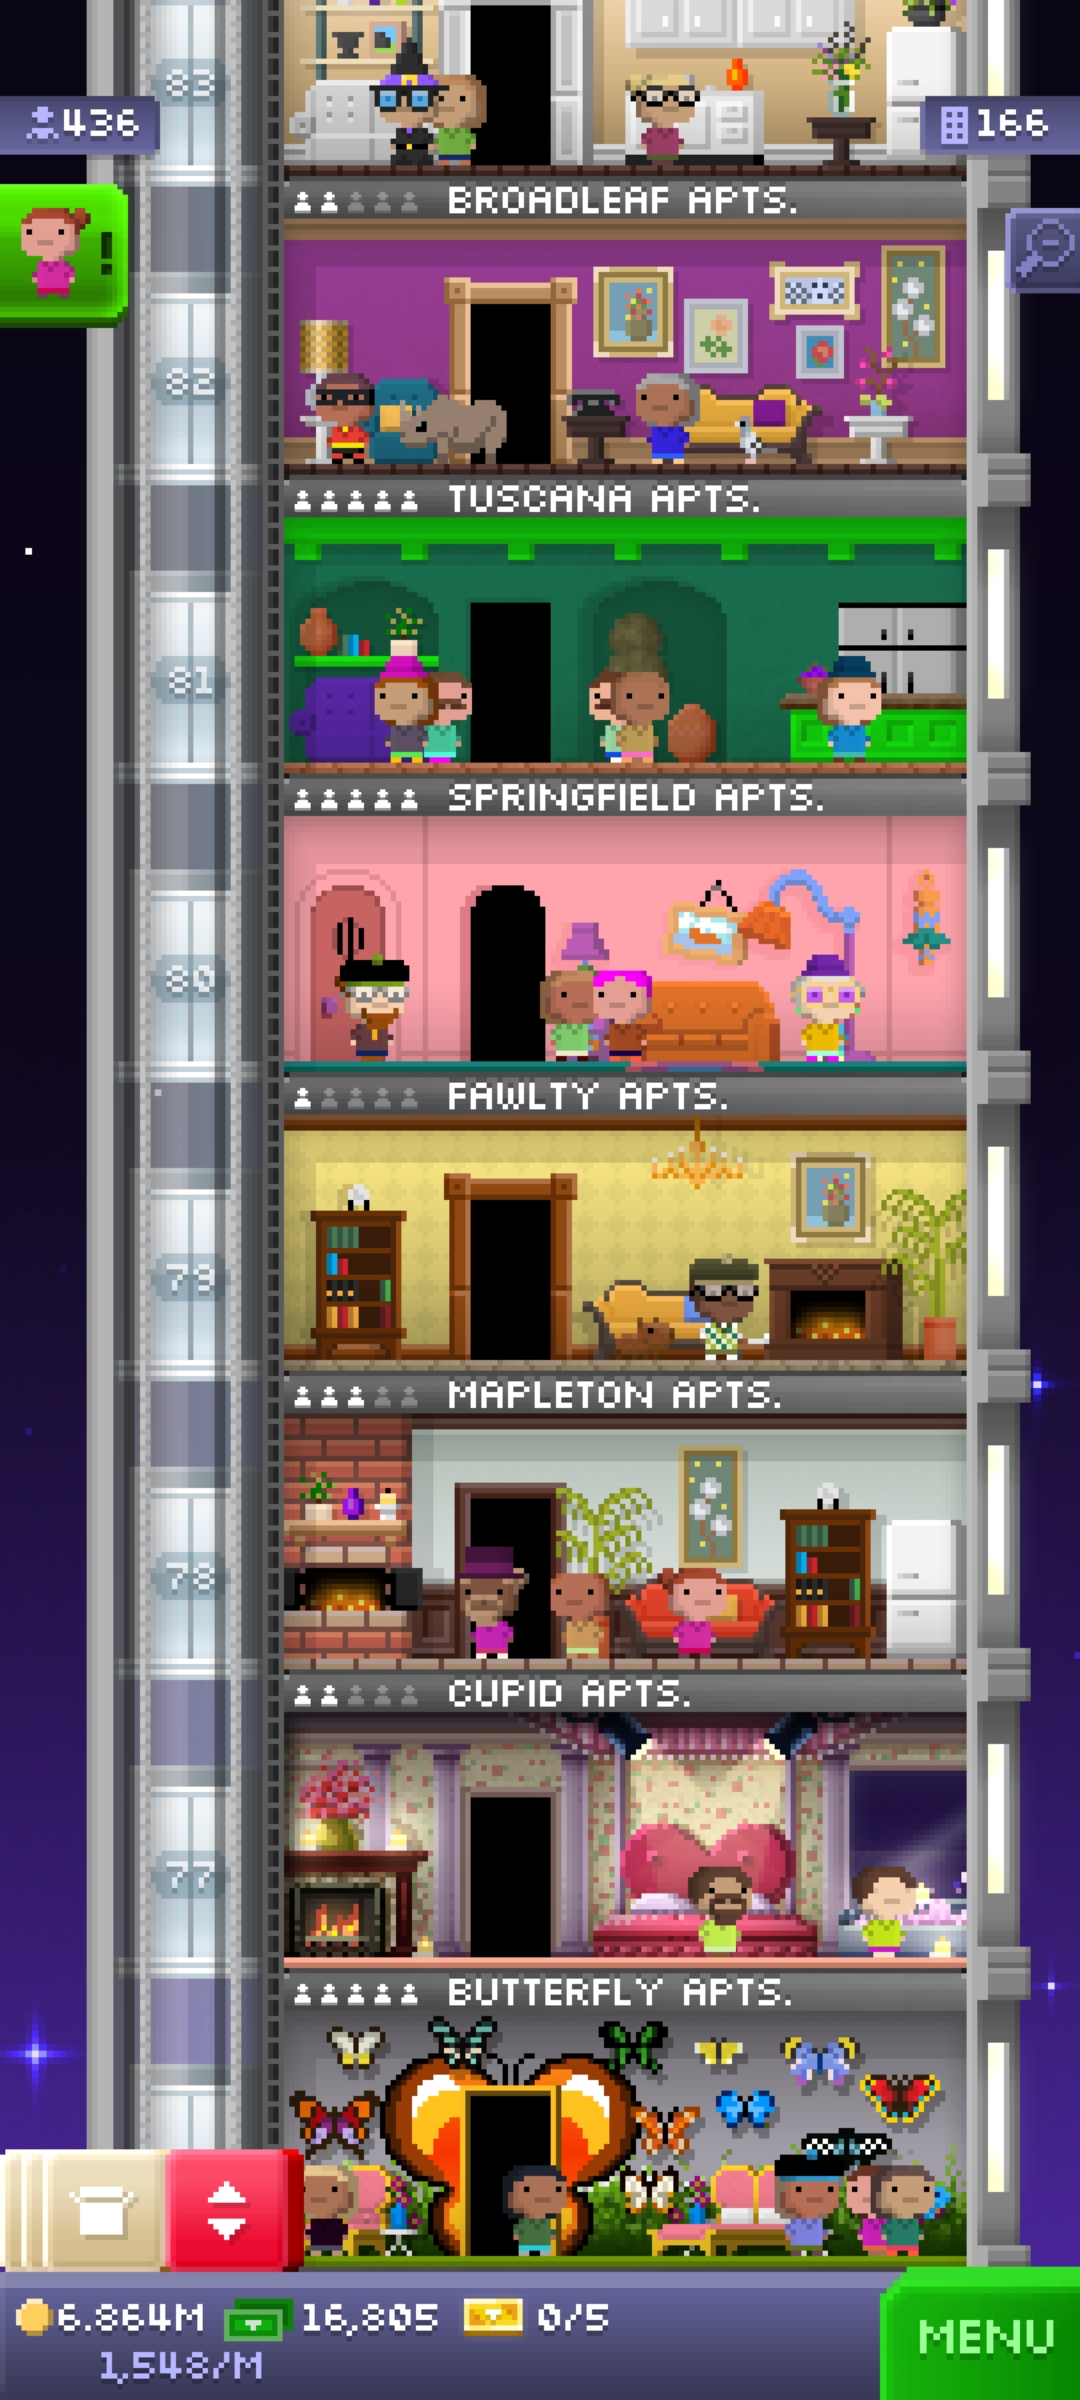 83
436
166
BROADLEAF APTS.
!
82
TUSCANA APTS.
81
SPRINGFIELD APTS.
80
FAWLTY APTS.
79
MAPLETON APTS.
78
CUPID APTS.
77
BUTTERFLY APTS.
6.864M 16,805 0/5
1,548/M
MENU